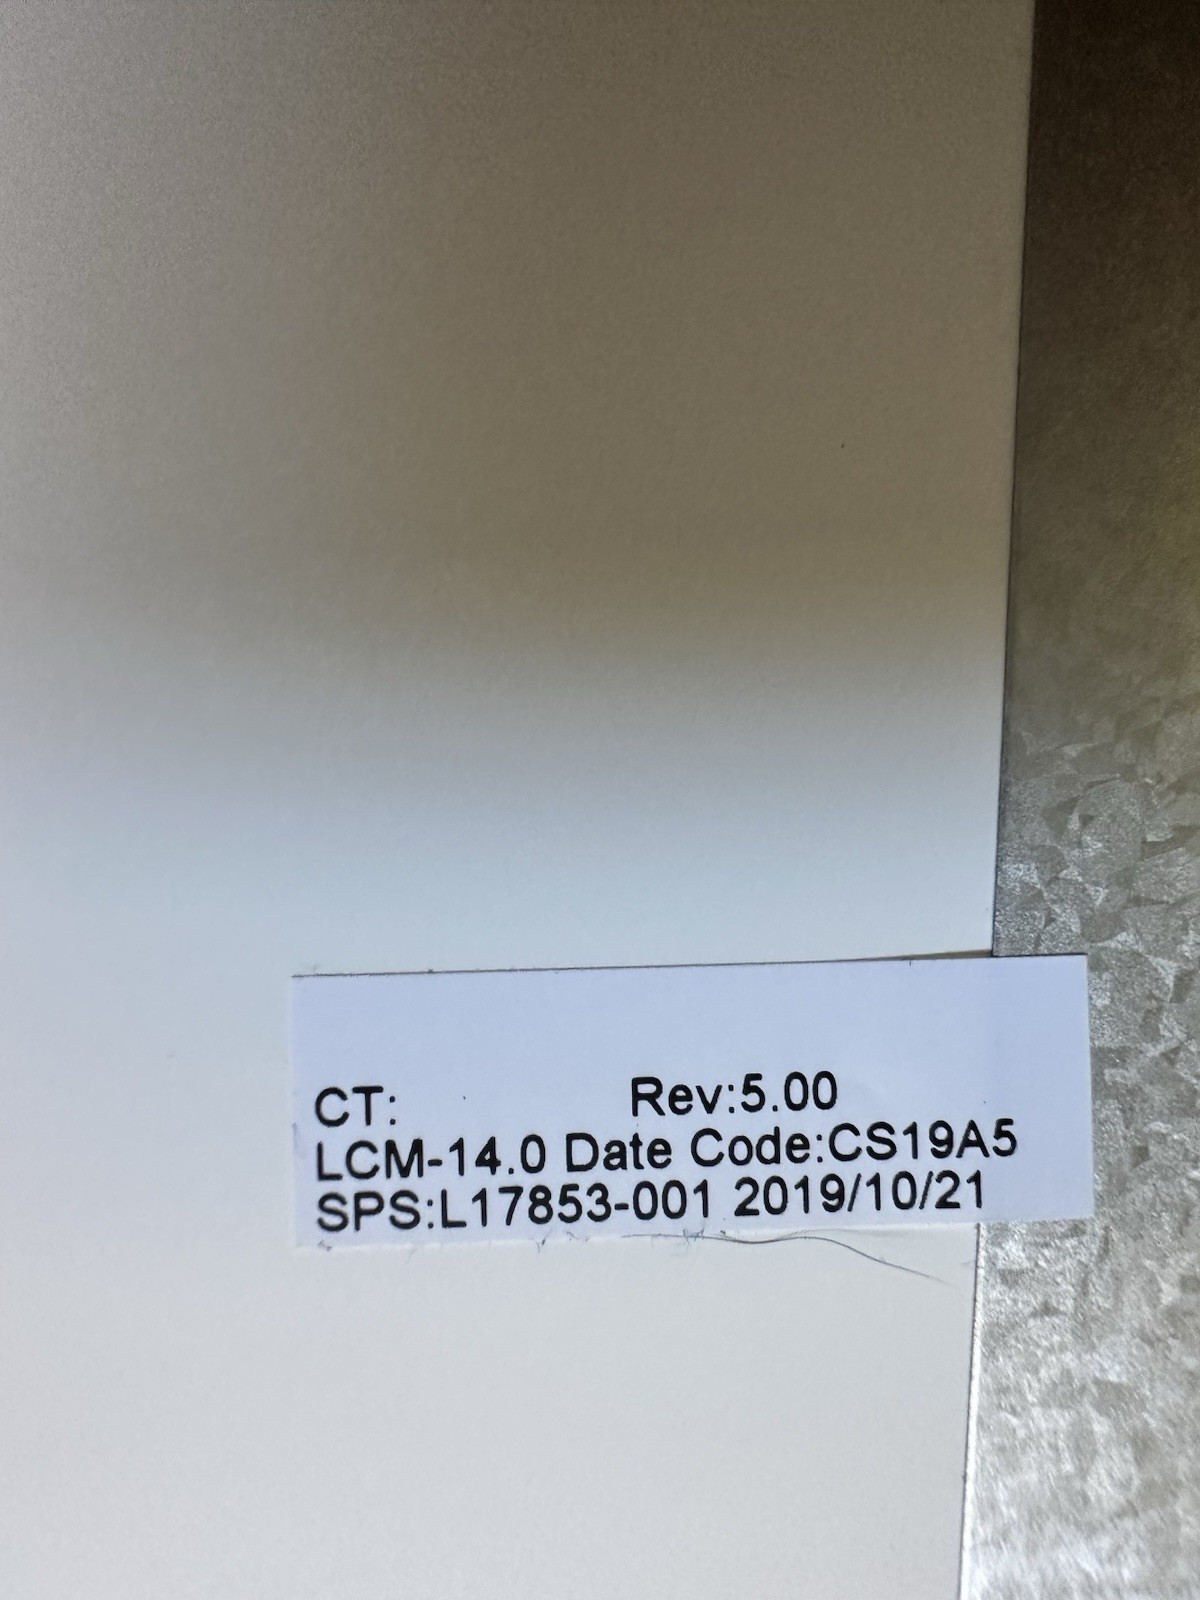 CT: Rev:5.00
LCM-14.0 Date Code:CS19A5
SPS:L17853-001 2019/10/21